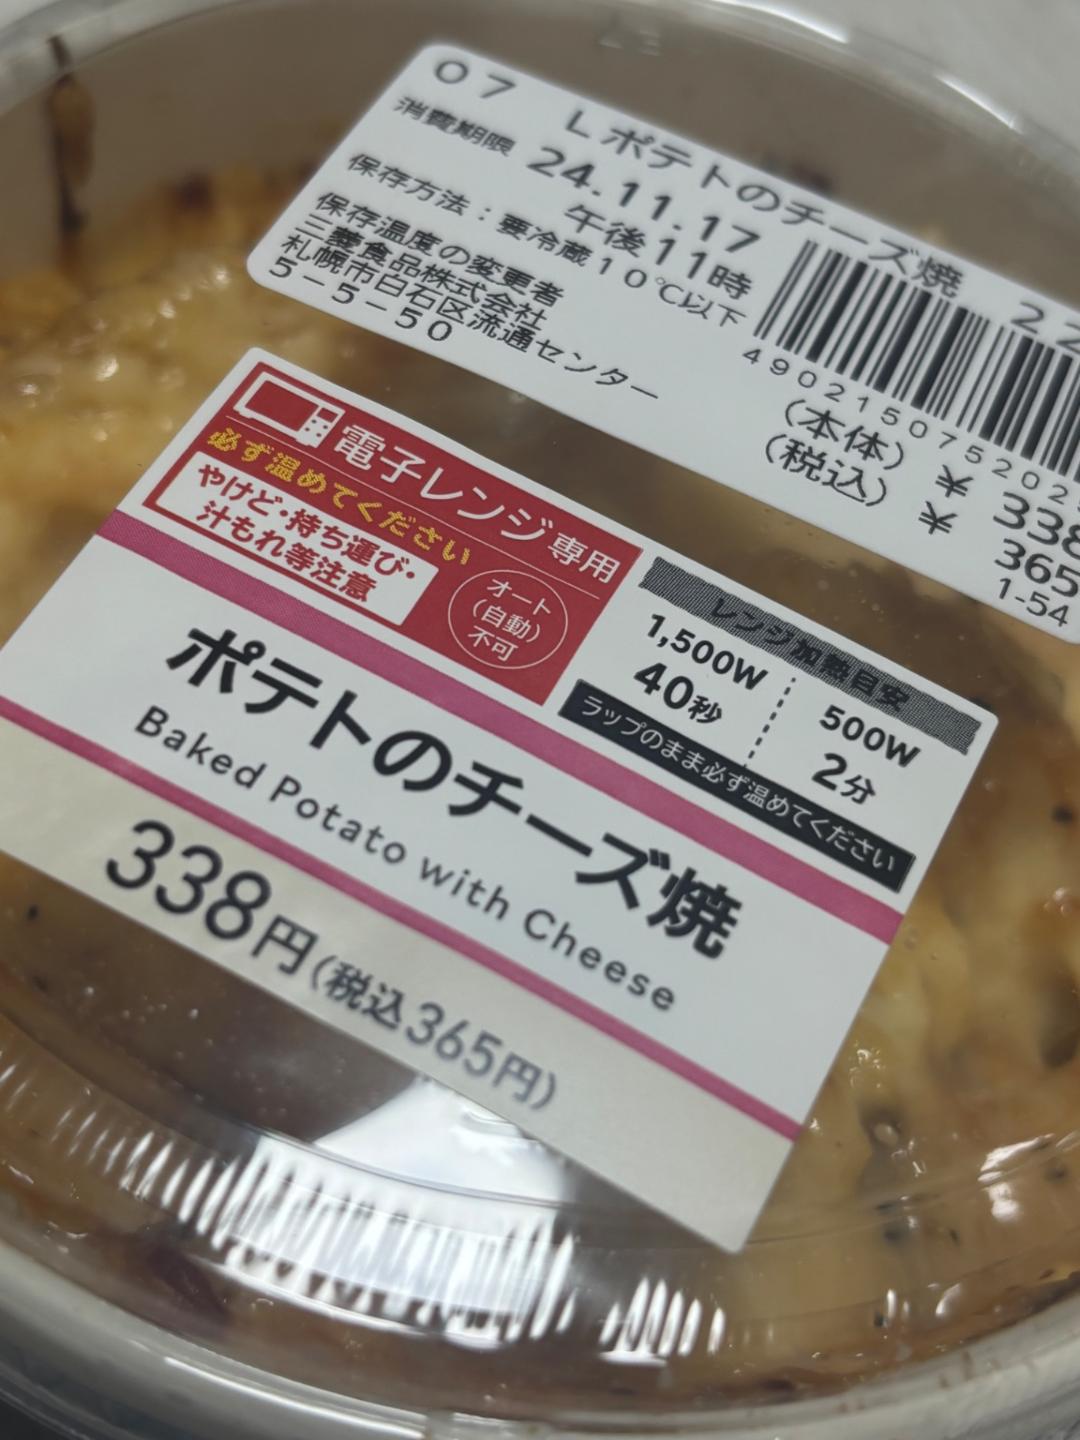 07 Lポテトのチーズ焼 22
消費期限 24.11.17
午後11時
保存方法：要冷蔵10℃以下
保存温度の変更者
三菱食品株式会社
札幌市白石区流通センター
5-5-50
490215075202
(本体) ¥ 338
(税込) ¥ 365
1-54
電子レンジ専用
必ず温めてください
やけど・持ち運び・
汁もれ等注意
オート
(自動)
不可
レンジ加熱目安
1,500W 500W
40秒 2分
ラップのまま必ず温めてください
ポテトのチーズ焼
Baked Potato with Cheese
338円(税込365円)